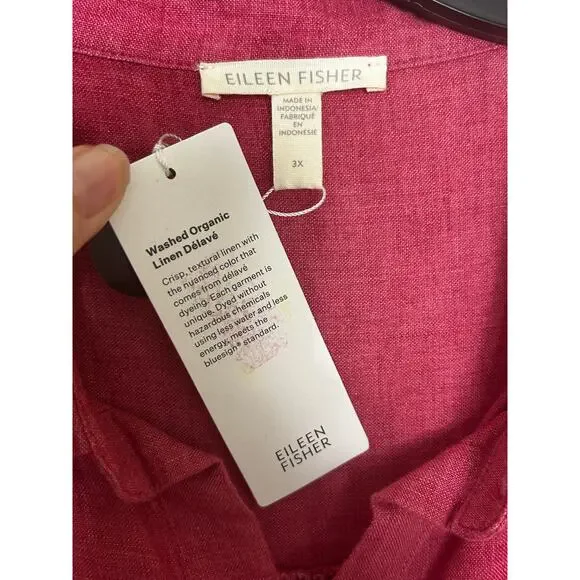 EILEEN FISHER
MADE IN
INDONESIA/
FABRIQUÉ
EN
INDONÉSIE
3X
Washed Organic
Linen Délavé
Crisp, textural linen with
the nuanced color that
comes from délavé
dyeing. Each garment is
unique. Dyed without
hazardous chemicals
using less water and less
energy, meets the
bluesign® standard.
EILEEN
FISHER